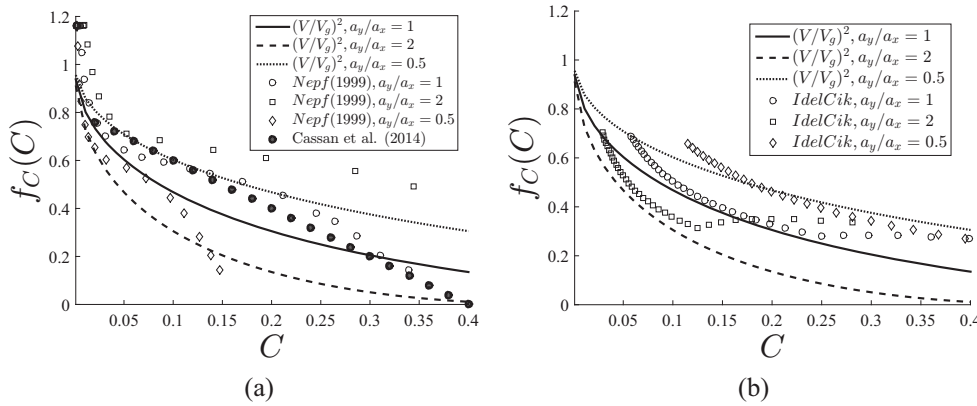 1.2
1
0.8
0.6
0.4
0.2
0
f_C(C)
(V/V_g)^2, a_y/a_x = 1
(V/V_g)^2, a_y/a_x = 2
(V/V_g)^2, a_y/a_x = 0.5
Nepf(1999), a_y/a_x = 1
Nepf(1999), a_y/a_x = 2
Nepf(1999), a_y/a_x = 0.5
Cassan et al. (2014)
0.05 0.1 0.15 0.2 0.25 0.3 0.35 0.4
C
(a)
1.2
1
0.8
0.6
0.4
0.2
0
f_C(C)
(V/V_g)^2, a_y/a_x = 1
(V/V_g)^2, a_y/a_x = 2
(V/V_g)^2, a_y/a_x = 0.5
IdelCik, a_y/a_x = 1
IdelCik, a_y/a_x = 2
IdelCik, a_y/a_x = 0.5
0.05 0.1 0.15 0.2 0.25 0.3 0.35 0.4
C
(b)